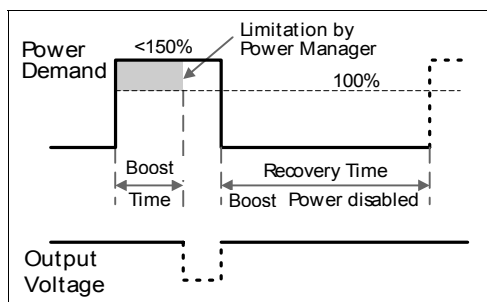 Power
Demand
<150%
Limitation by
Power Manager
100%
Boost
Time
Recovery Time
Boost Power disabled
Output
Voltage